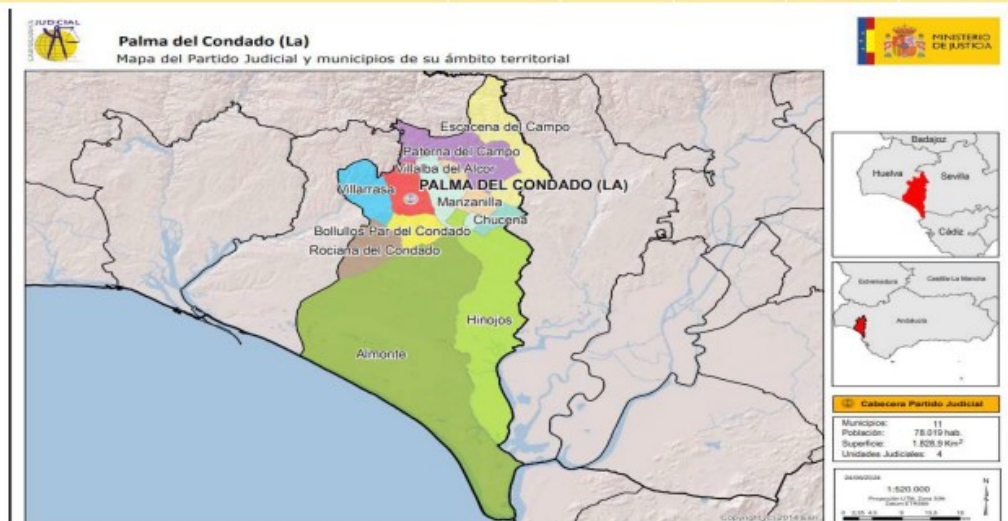 JUDICIAL
Palma del Condado (La)
Mapa del Partido Judicial y municipios de su ámbito territorial
MINISTERIO
DE JUSTICIA
Escacena del Campo
Paterna del Campo
Villalba del Alcor
Villarrasa
PALMA DEL CONDADO (LA)
Manzanilla
Chucena
Bollullos Par del Condado
Rociana del Condado
Hinojos
Almonte
Badajoz
Huelva
Sevilla
Cádiz
Extremadura
Castilla La Mancha
Andalucía
Cabecera Partido Judicial
Municipios: 11
Población: 78.019 hab.
Superficie: 1.828,9 Km²
Unidades Judiciales: 4
1:520.000
N